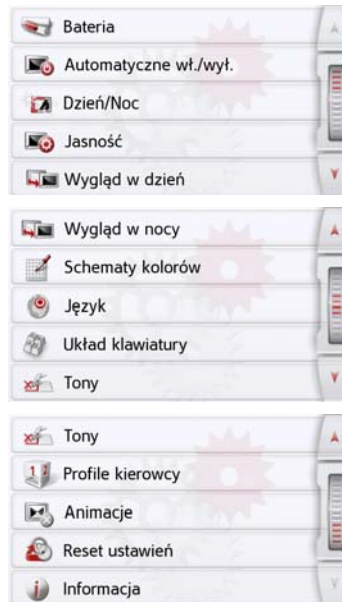 Bateria
Automatyczne wł./wył.
Dzień/Noc
Jasność
Wygląd w dzień
Wygląd w nocy
Schematy kolorów
Język
Układ klawiatury
Tony
Tony
Profile kierowcy
Animacje
Reset ustawień
Informacja